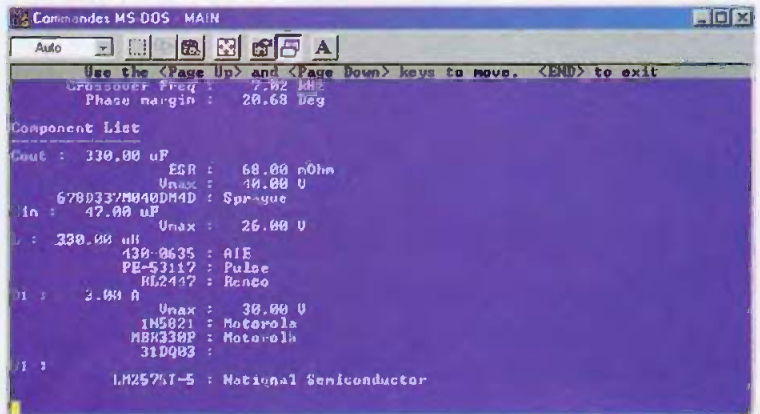 Commandes MS-DOS - MAIN
Auto
A
Use the <Page Up> and <Page Down> keys to move. <END> to exit
Crossover Freq : 7.02 kHz
Phase margin : 20.68 Deg
Component List
Cout : 330.00 uF
ESR : 68.00 mOhm
Vmax : 40.00 V
678D337M040DM4D : Sprague
Cin : 47.00 uF
Vmax : 26.00 V
L : 330.00 uH
430-0635 : AIE
PE-53117 : Pulse
RL2447 : Renco
D1 : 3.00 A
Vmax : 30.00 V
1N5821 : Motorola
MBR330P : Motorola
31DQ03 :
U1 :
LM2576T-5 : National Semiconductor